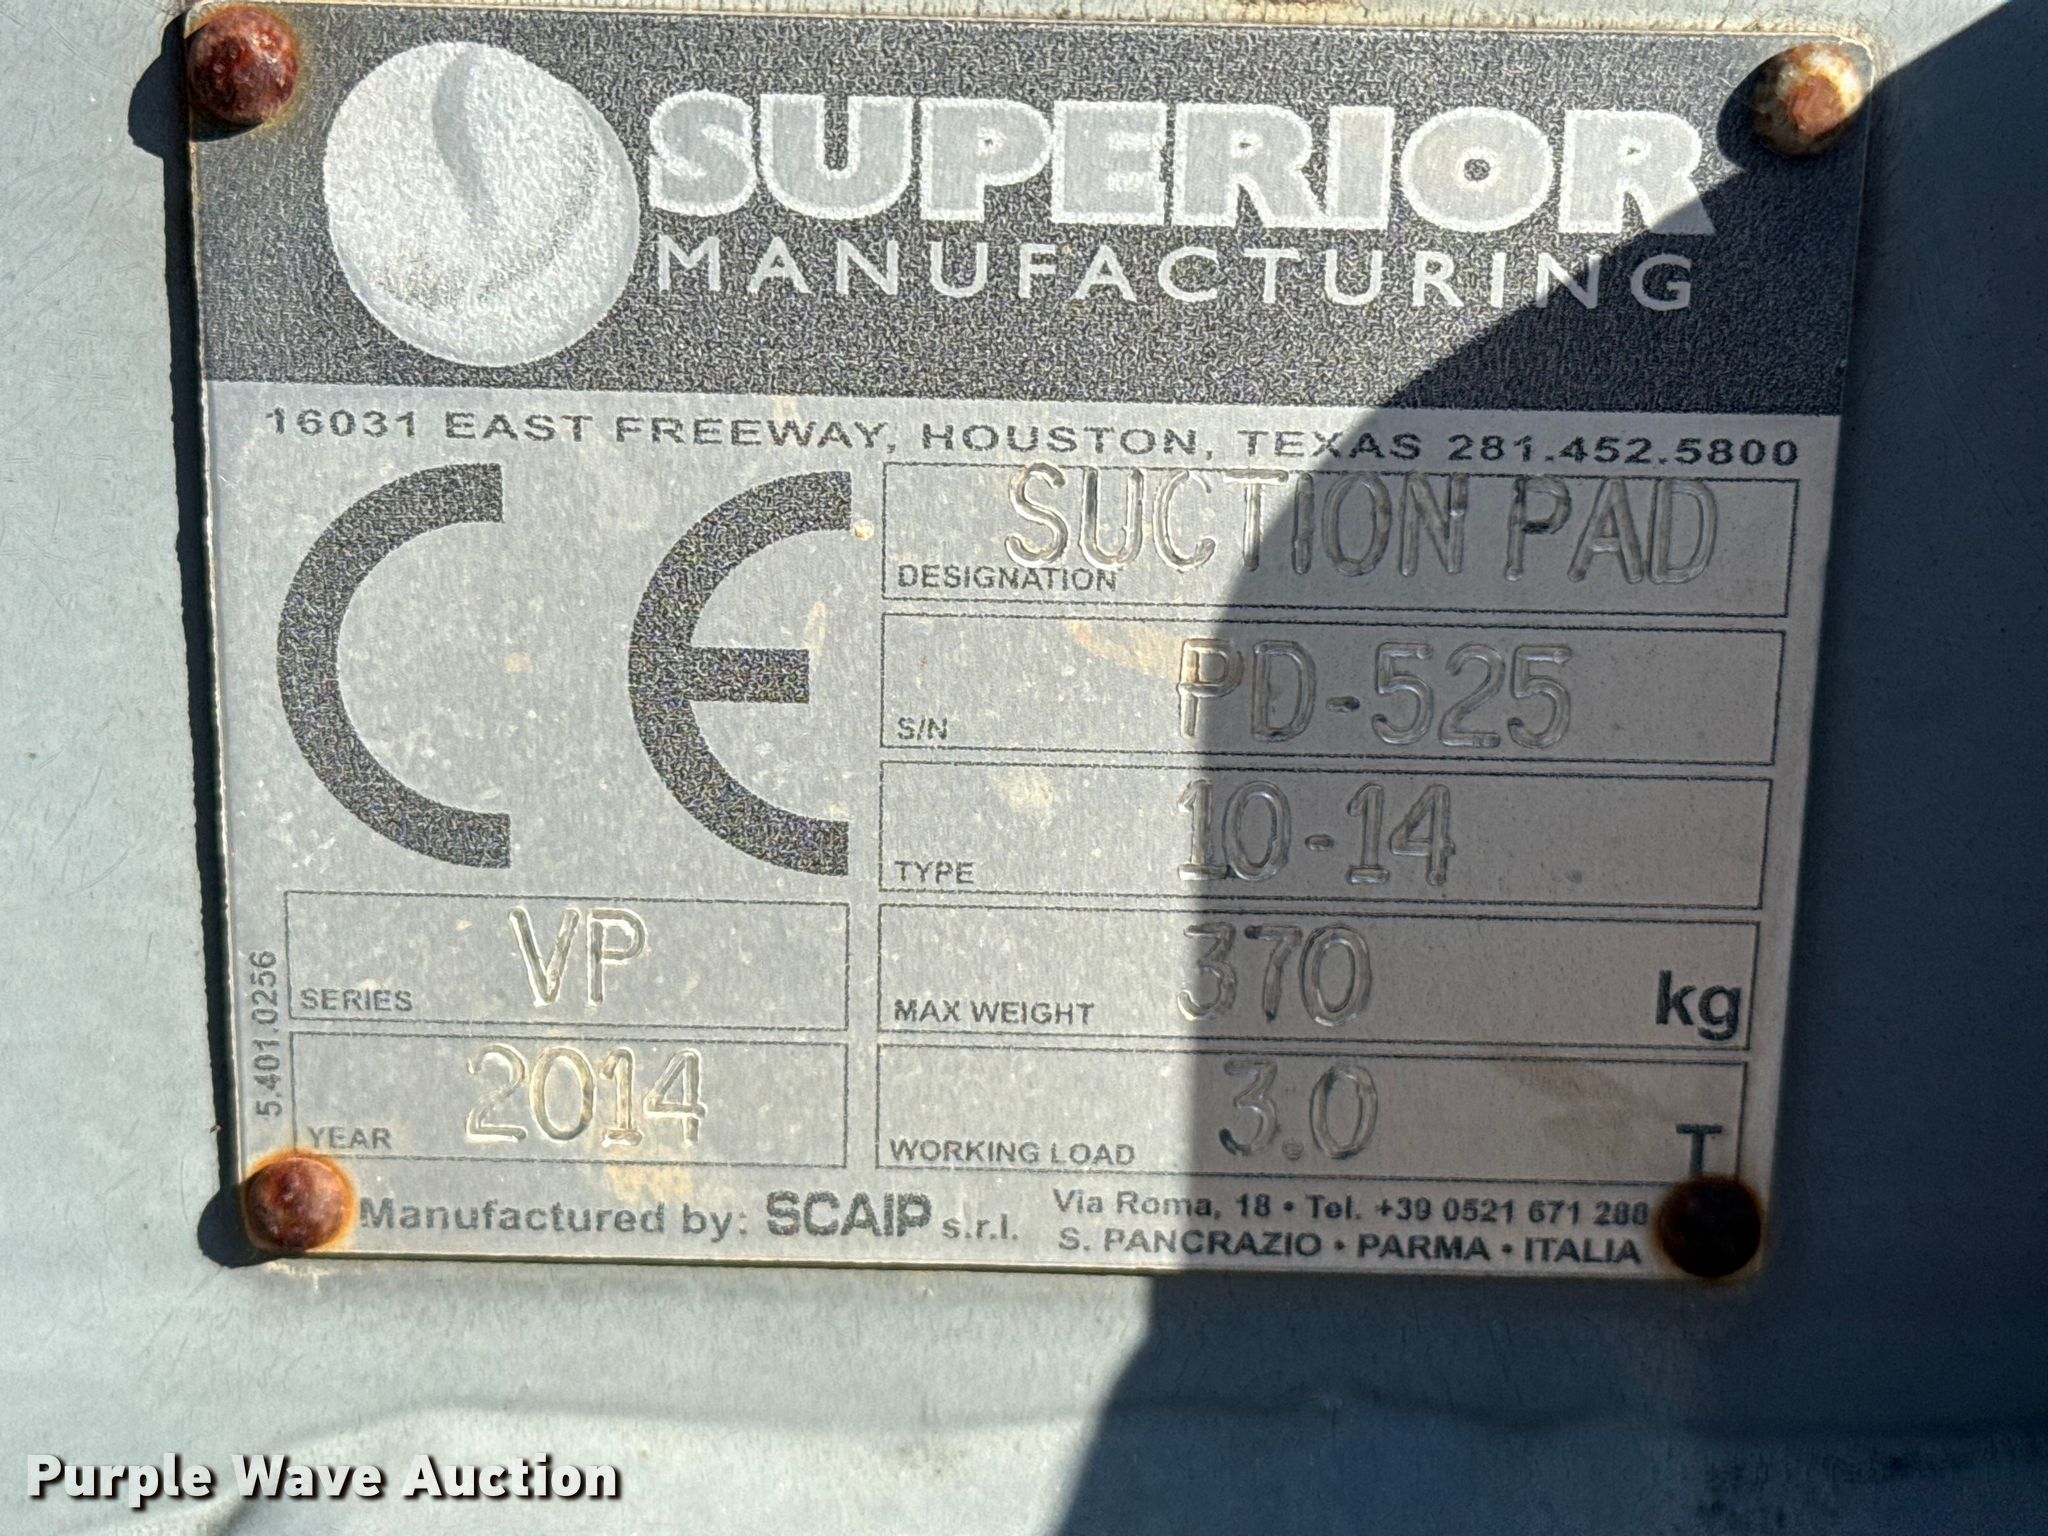 SUPERIOR
MANUFACTURING
16031 EAST FREEWAY, HOUSTON, TEXAS 281.452.5800
CE
DESIGNATION SUCTION PAD
S/N PD-525
TYPE 10-14
SERIES VP
MAX WEIGHT 370 kg
YEAR 2014
WORKING LOAD 3.0 T
5.401.0256
Manufactured by: SCAIP s.r.l.
Via Roma, 18 • Tel. +39 0521 671 288
S. PANCRAZIO • PARMA • ITALIA
Purple Wave Auction